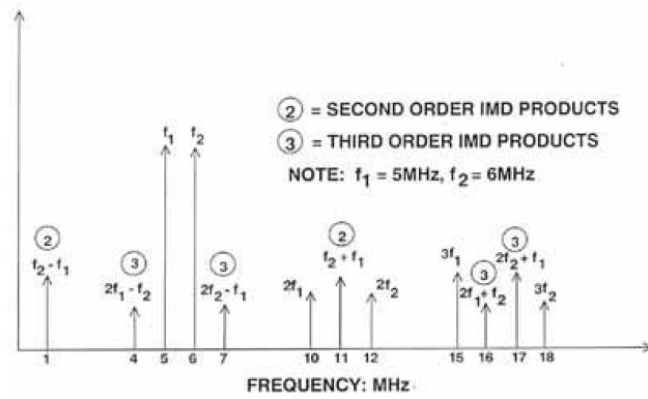 ② = SECOND ORDER IMD PRODUCTS
③ = THIRD ORDER IMD PRODUCTS
NOTE: f₁ = 5MHz, f₂ = 6MHz
f₁
f₂
②
f₂ - f₁
③
2f₁ - f₂
③
2f₂ - f₁
2f₁
②
f₂ + f₁
2f₂
3f₁
③
2f₁ + f₂
③
2f₂ + f₁
3f₂
1 4 5 6 7 10 11 12 15 16 17 18
FREQUENCY: MHz